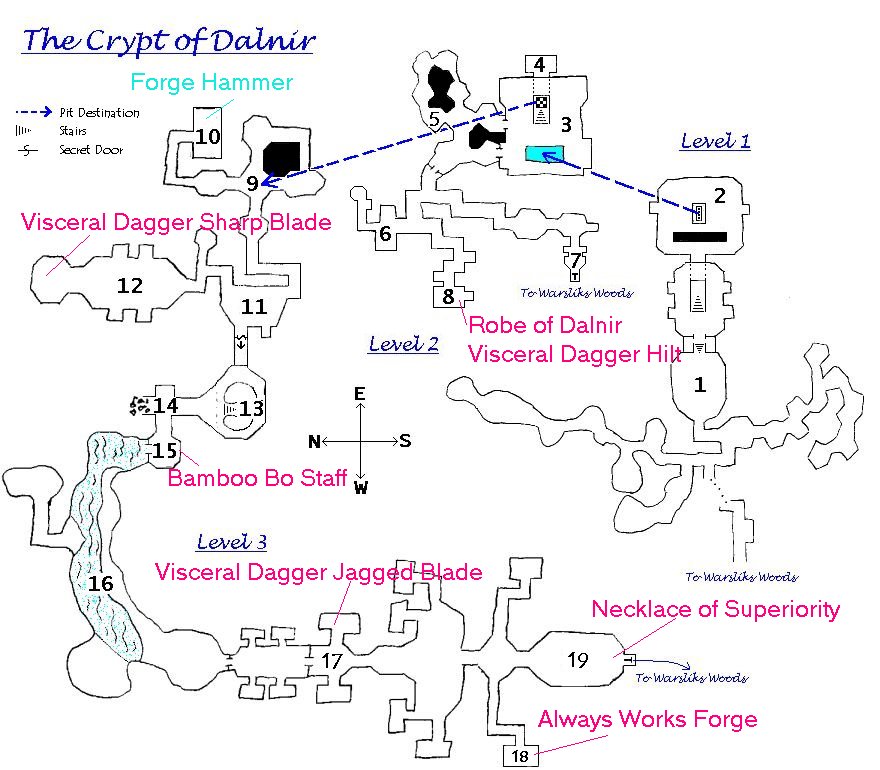 The Crypt of Dalnir
Forge Hammer
Pit Destination
Stairs
S
Secret Door
4
5
3
10
Level 1
9
2
Visceral Dagger Sharp Blade
6
7
12
8
To Warsliks Woods
11
Robe of Dalnir
Level 2
S
Visceral Dagger Hilt
1
E
14
13
N
S
15
Bamboo Bo Staff
W
Level 3
Visceral Dagger Jagged Blade
To Warsliks Woods
16
Necklace of Superiority
17
19
To Warsliks Woods
Always Works Forge
18